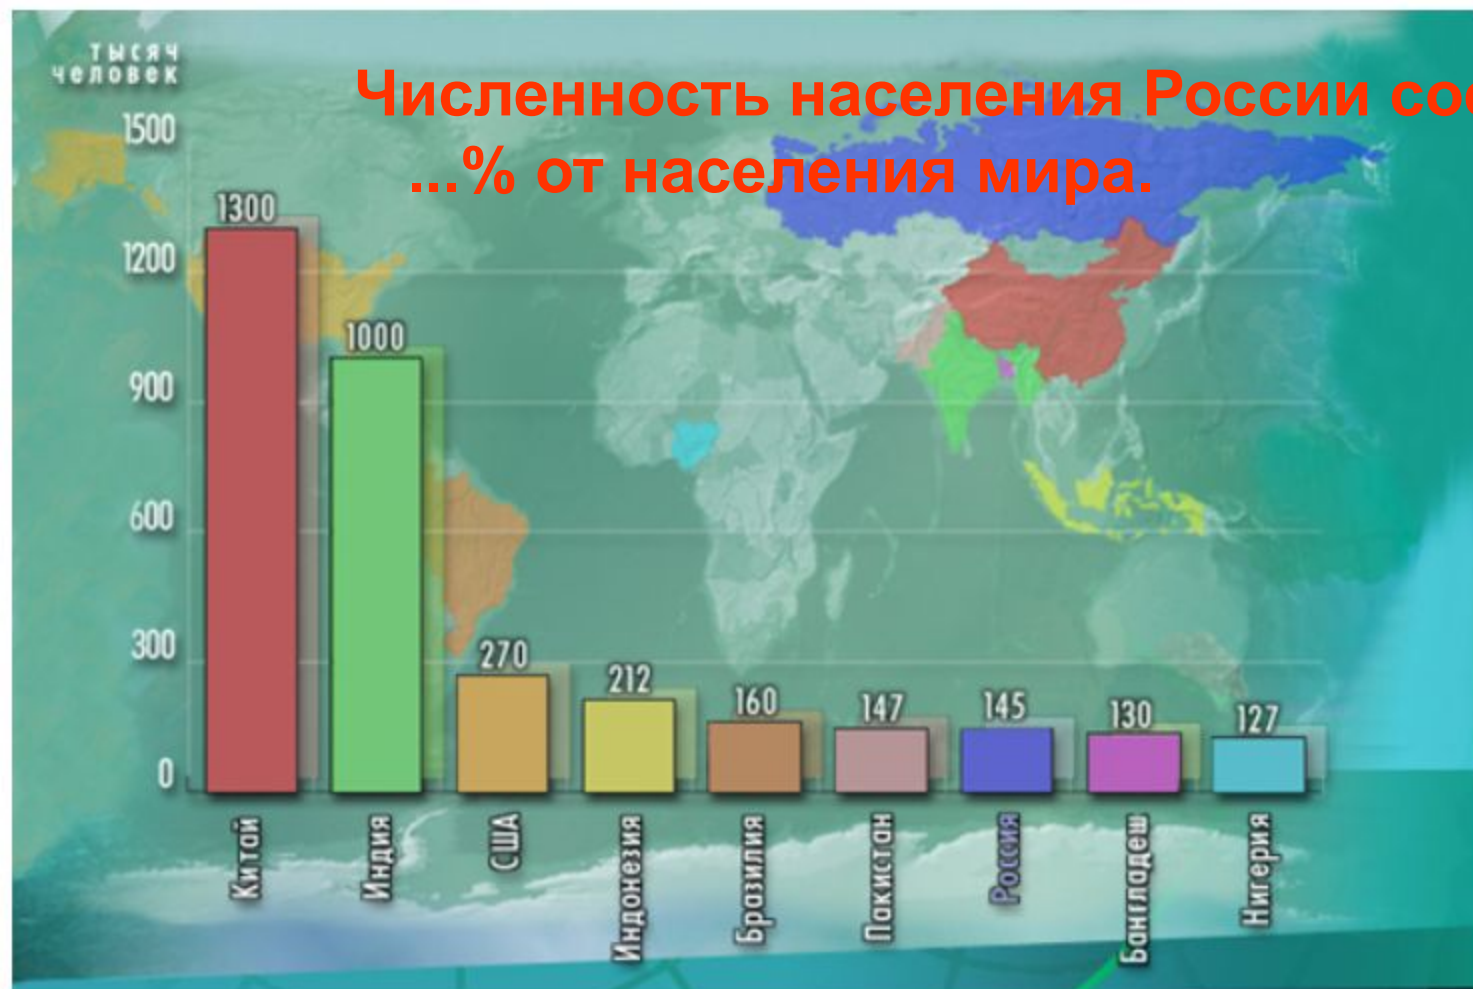 тысяч
человек
Численность населения России сос
...% от населения мира.
1500
1200
900
600
300
0
1300
1000
270
212
160
147
145
130
127
Китай
Индия
США
Индонезия
Бразилия
Пакистан
Россия
Бангладеш
Нигерия